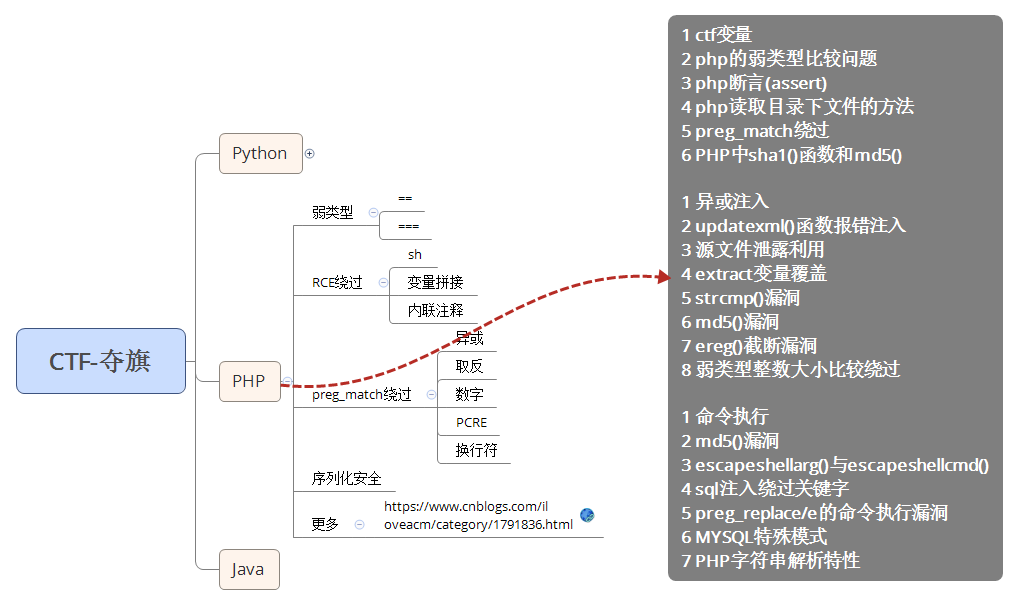 CTF-夺旗
Python
PHP
弱类型
==
===
RCE绕过
sh
变量拼接
内联注释
preg_match绕过
异或
取反
数字
PCRE
换行符
序列化安全
更多
https://www.cnblogs.com/il
oveacm/category/1791836.html
Java
1 ctf变量
2 php的弱类型比较问题
3 php断言(assert)
4 php读取目录下文件的方法
5 preg_match绕过
6 PHP中sha1()函数和md5()
1 异或注入
2 updatexml()函数报错注入
3 源文件泄露利用
4 extract变量覆盖
5 strcmp()漏洞
6 md5()漏洞
7 ereg()截断漏洞
8 弱类型整数大小比较绕过
1 命令执行
2 md5()漏洞
3 escapeshellarg()与escapeshellcmd()
4 sql注入绕过关键字
5 preg_replace/e的命令执行漏洞
6 MYSQL特殊模式
7 PHP字符串解析特性